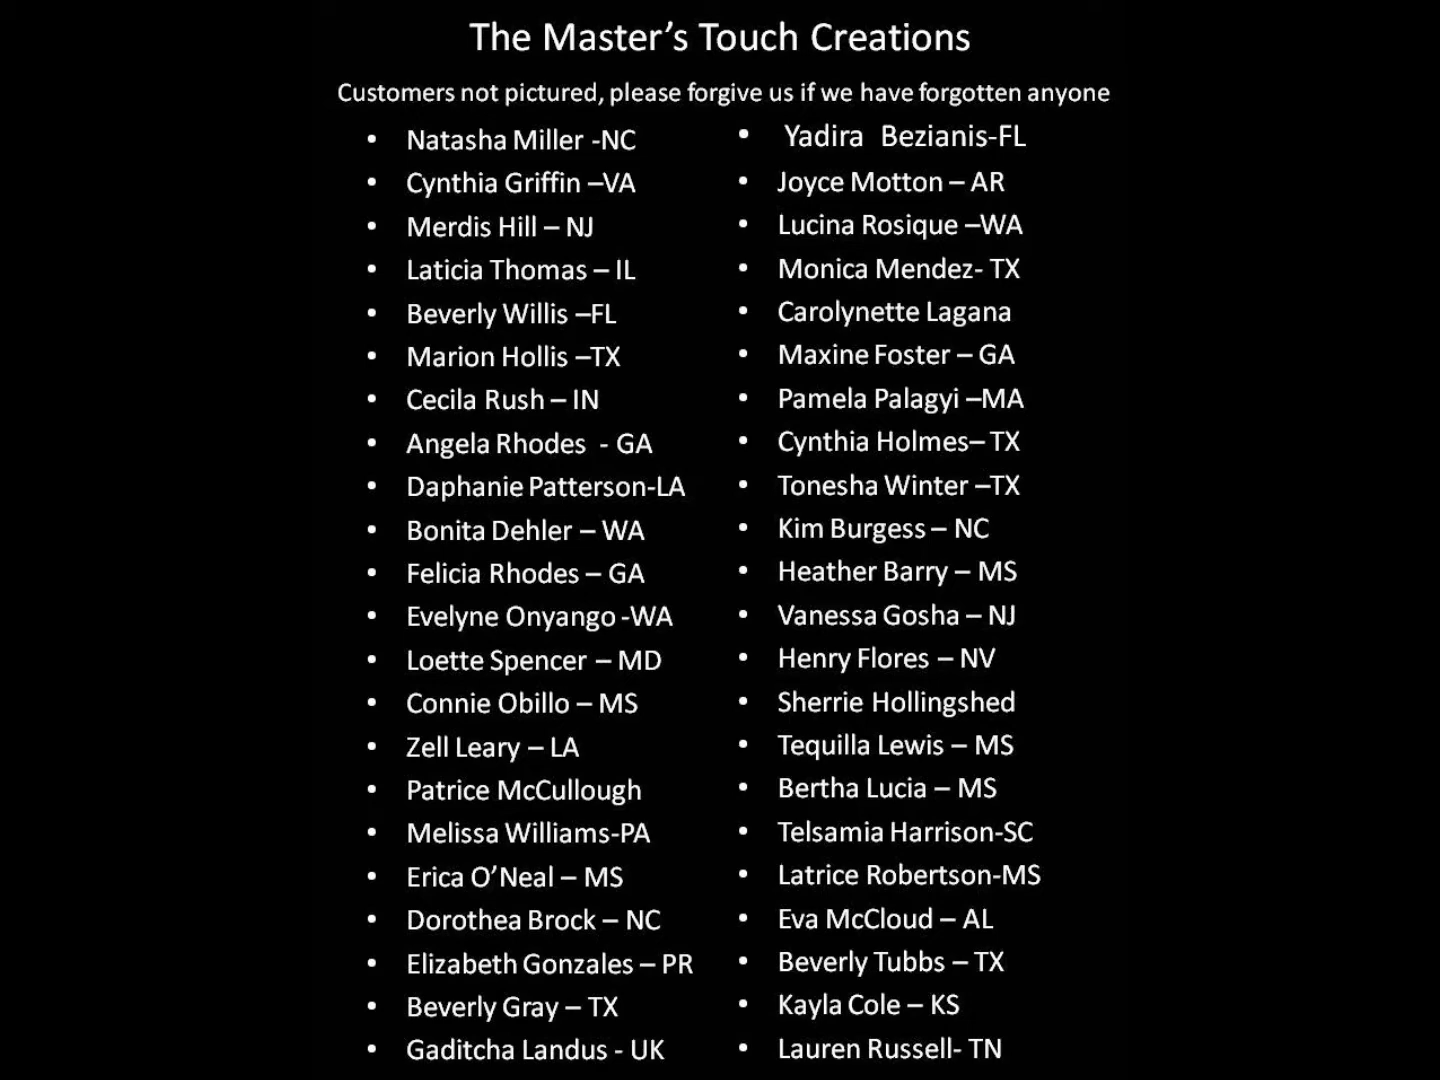 The Master’s Touch Creations
Customers not pictured, please forgive us if we have forgotten anyone
• Natasha Miller -NC
• Cynthia Griffin –VA
• Merdis Hill – NJ
• Laticia Thomas – IL
• Beverly Willis –FL
• Marion Hollis –TX
• Cecila Rush – IN
• Angela Rhodes - GA
• Daphanie Patterson-LA
• Bonita Dehler – WA
• Felicia Rhodes – GA
• Evelyne Onyango -WA
• Loette Spencer – MD
• Connie Obillo – MS
• Zell Leary – LA
• Patrice McCullough
• Melissa Williams-PA
• Erica O’Neal – MS
• Dorothea Brock – NC
• Elizabeth Gonzales – PR
• Beverly Gray – TX
• Gaditcha Landus - UK
• Yadira Bezianis-FL
• Joyce Motton – AR
• Lucina Rosique –WA
• Monica Mendez- TX
• Carolynette Lagana
• Maxine Foster – GA
• Pamela Palagyi –MA
• Cynthia Holmes– TX
• Tonesha Winter –TX
• Kim Burgess – NC
• Heather Barry – MS
• Vanessa Gosha – NJ
• Henry Flores – NV
• Sherrie Hollingshed
• Tequilla Lewis – MS
• Bertha Lucia – MS
• Telsamia Harrison-SC
• Latrice Robertson-MS
• Eva McCloud – AL
• Beverly Tubbs – TX
• Kayla Cole – KS
• Lauren Russell- TN